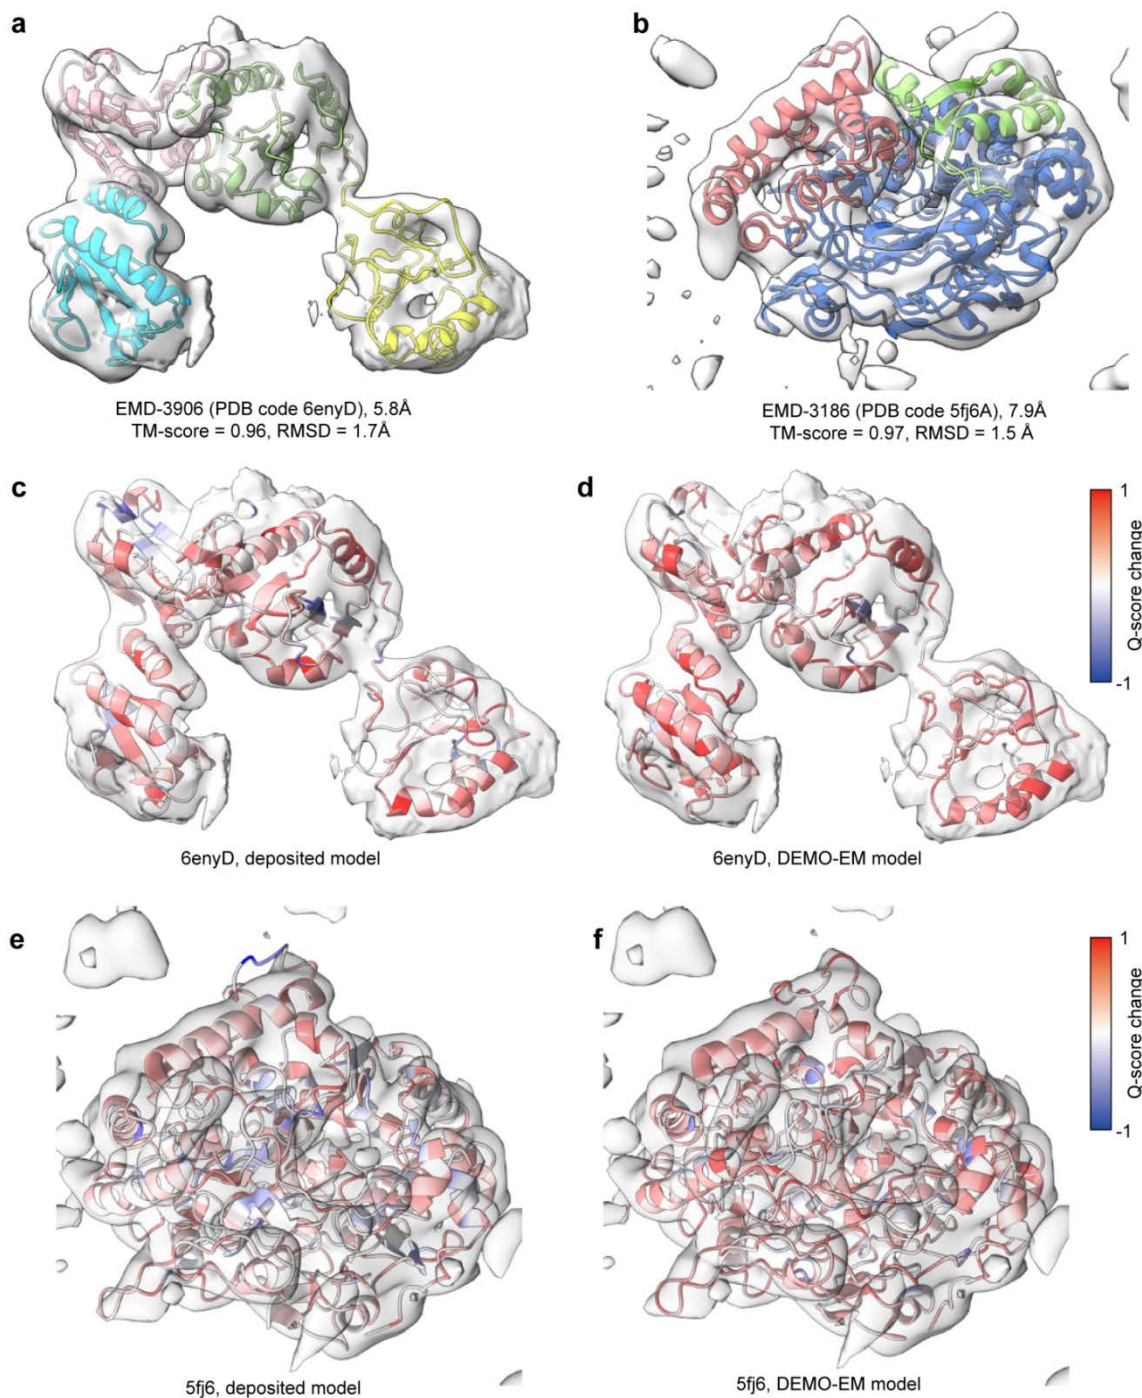 a
b
EMD-3906 (PDB code 6enyD), 5.8Å
TM-score = 0.96, RMSD = 1.7Å
EMD-3186 (PDB code 5fj6A), 7.9Å
TM-score = 0.97, RMSD = 1.5 Å
c
d
1
Q-score change
-1
6enyD, deposited model
6enyD, DEMO-EM model
e
f
1
Q-score change
-1
5fj6, deposited model
5fj6, DEMO-EM model